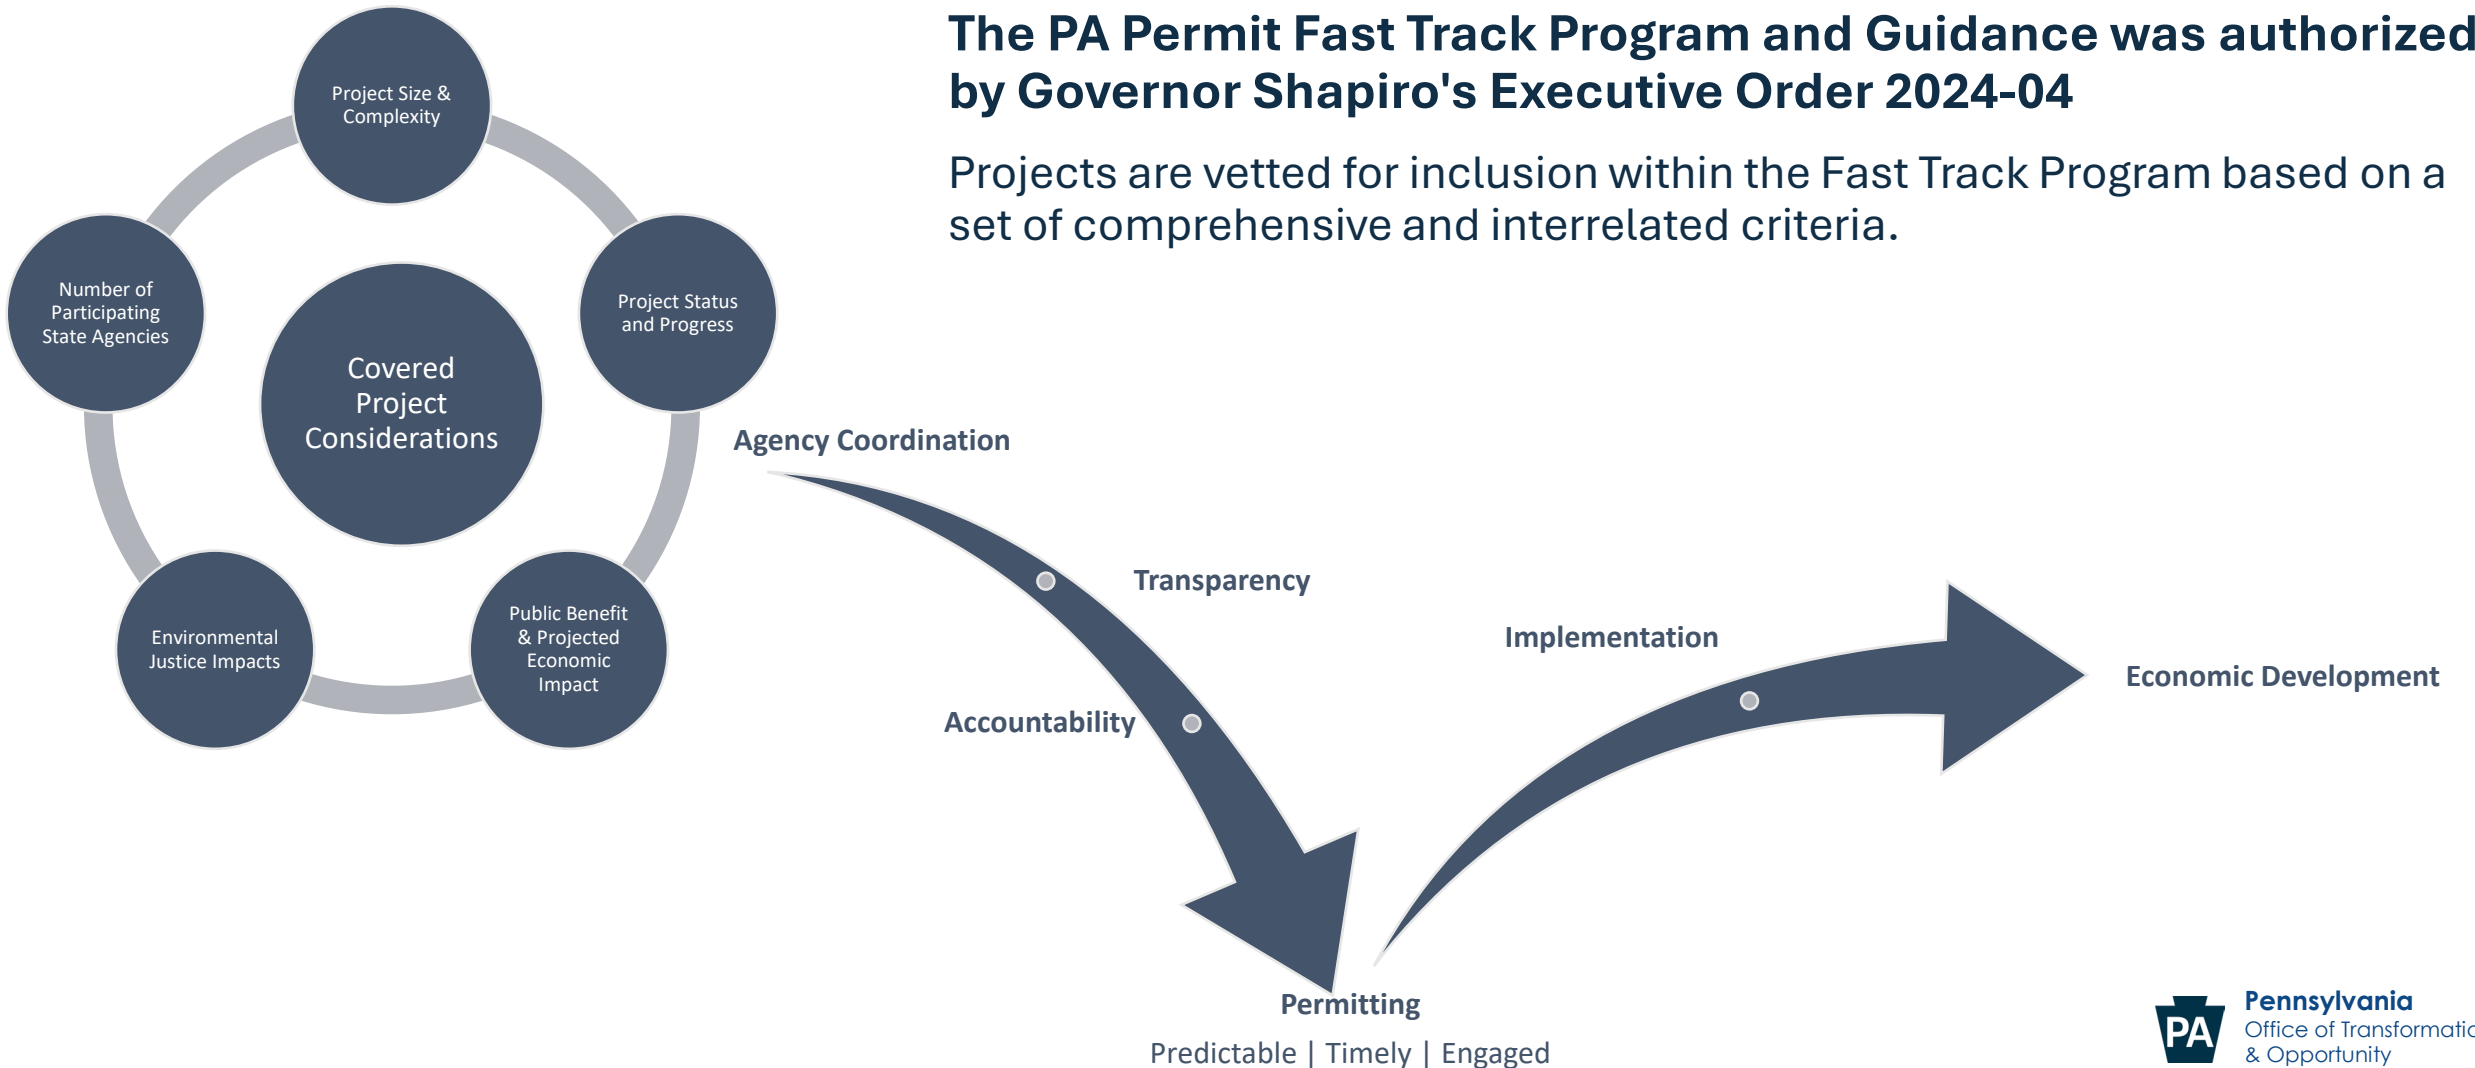 The PA Permit Fast Track Program and Guidance was authorized
by Governor Shapiro's Executive Order 2024-04
Projects are vetted for inclusion within the Fast Track Program based on a
set of comprehensive and interrelated criteria.
Project Size &
Complexity
Number of
Participating
State Agencies
Project Status
and Progress
Covered
Project
Considerations
Environmental
Justice Impacts
Public Benefit
& Projected
Economic
Impact
Agency Coordination
Transparency
Accountability
Implementation
Economic Development
Permitting
Predictable | Timely | Engaged
PA
Pennsylvania
Office of Transformatio
& Opportunity